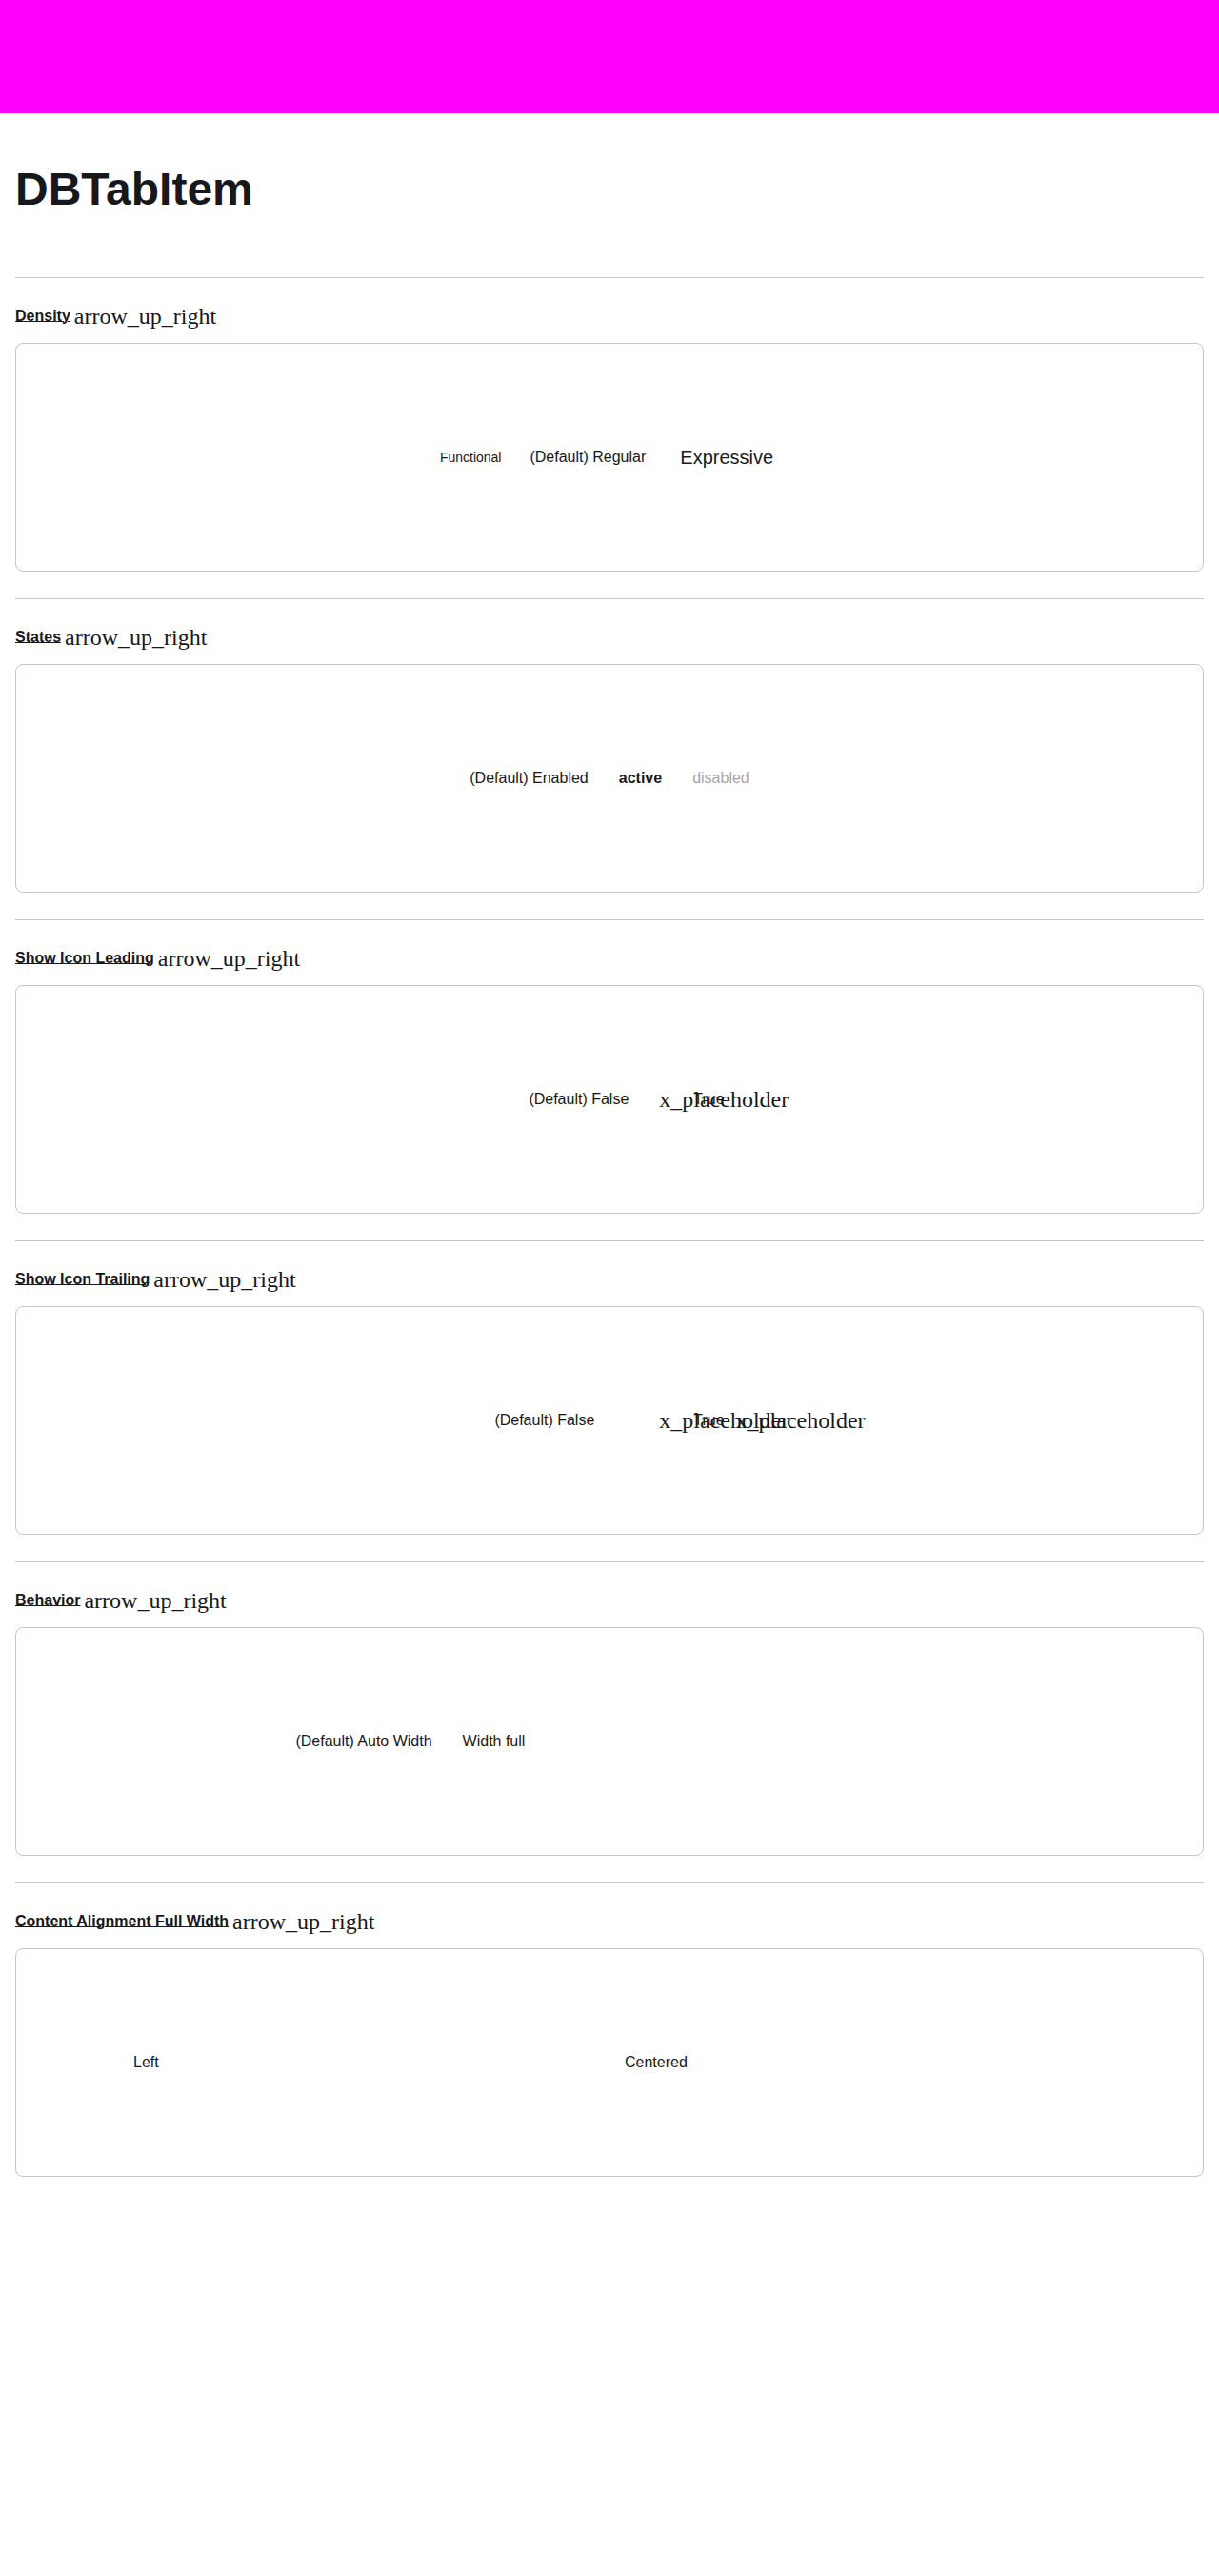 DBTabItem
Density arrow_up_right
Functional (Default) Regular Expressive
States arrow_up_right
(Default) Enabled active disabled
Show Icon Leading arrow_up_right
(Default) False x_placeholder True
Show Icon Trailing arrow_up_right
(Default) False x_placeholder True x_placeholder
Behavior arrow_up_right
(Default) Auto Width Width full
Content Alignment Full Width arrow_up_right
Left Centered